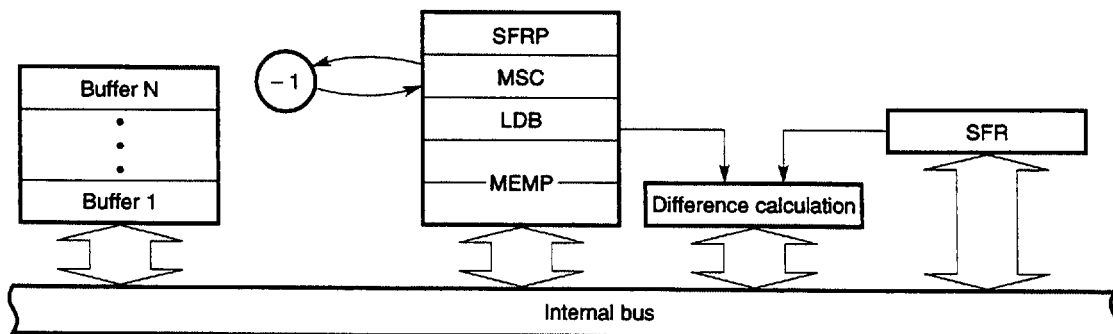 SFRP
−1
MSC
Buffer N
LDB
SFR
MEMP
Buffer 1
Difference calculation
Internal bus